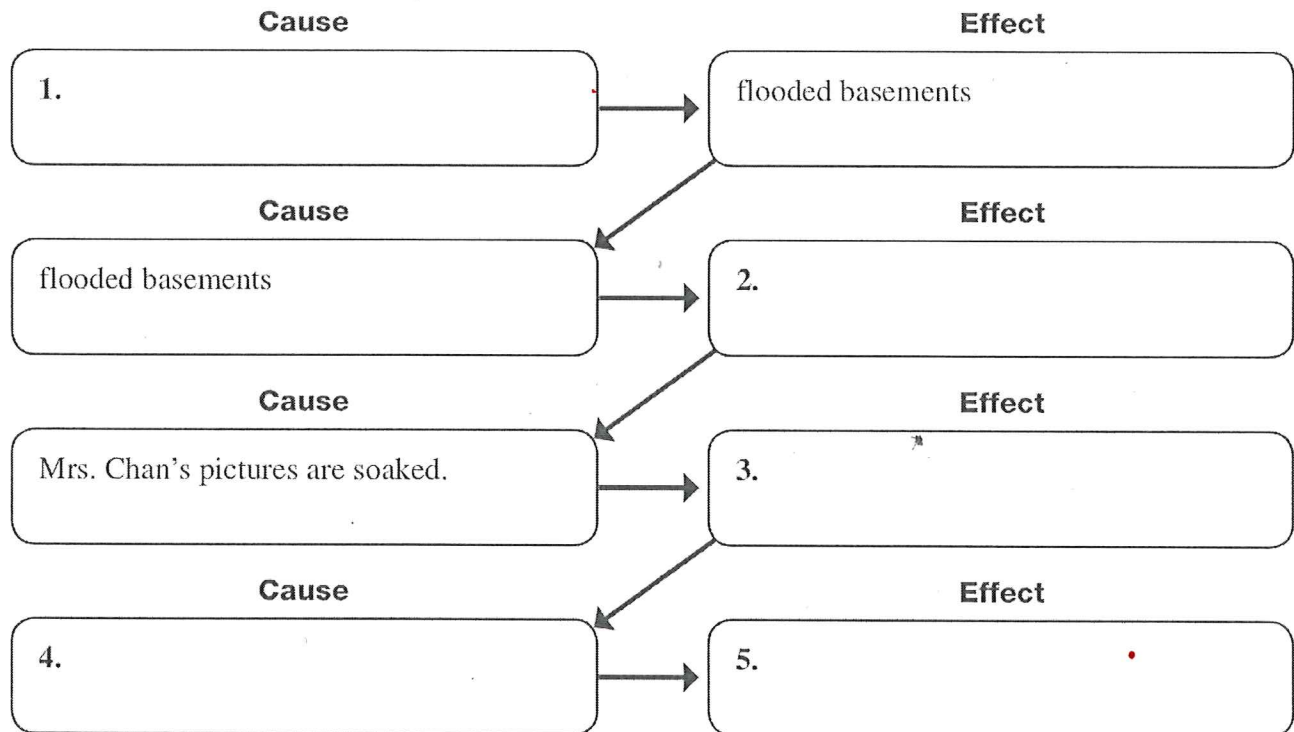 Cause
Effect
1.
flooded basements
Cause
Effect
flooded basements
2.
Cause
Effect
Mrs. Chan's pictures are soaked.
3.
Cause
Effect
4.
5.